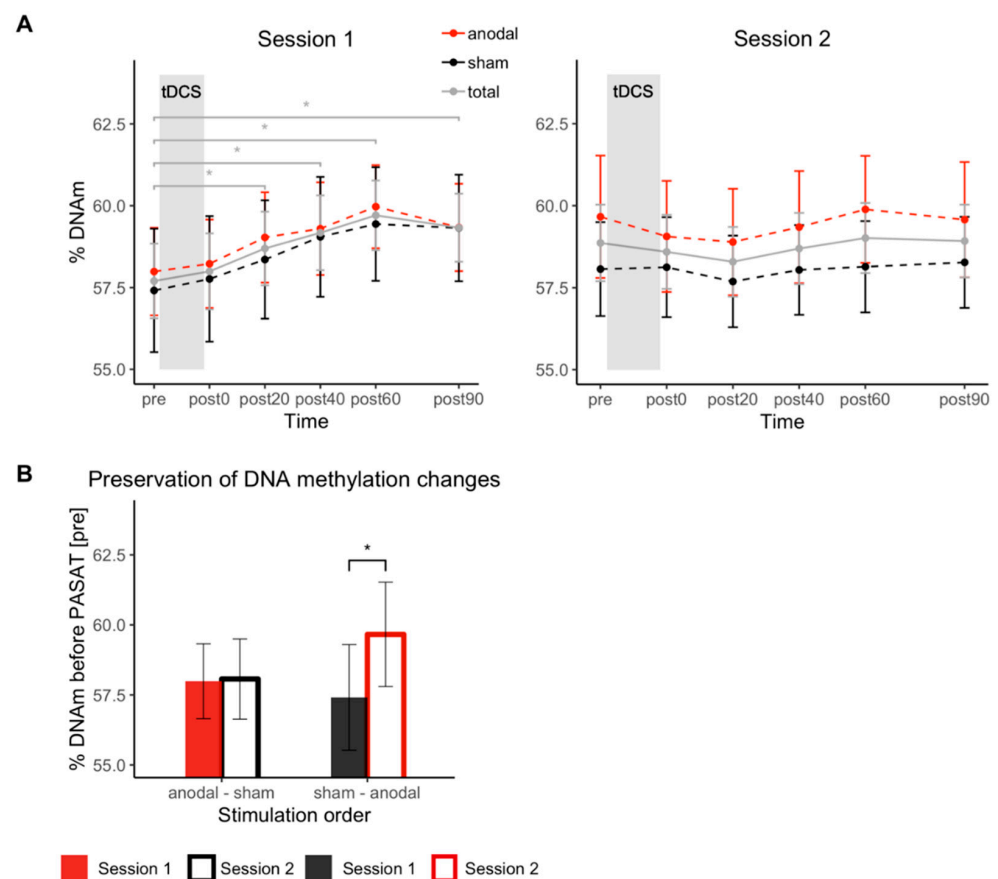 A
Session 1
anodal
sham
total
Session 2
tDCS
*
*
*
*
% DNAm
62.5
60.0
57.5
55.0
pre
post0
post20
post40
post60
post90
Time
tDCS
62.5
60.0
57.5
55.0
pre
post0
post20
post40
post60
post90
Time
B
Preservation of DNA methylation changes
% DNAm before PASAT [pre]
62.5
60.0
57.5
55.0
*
anodal - sham
sham - anodal
Stimulation order
Session 1
Session 2
Session 1
Session 2